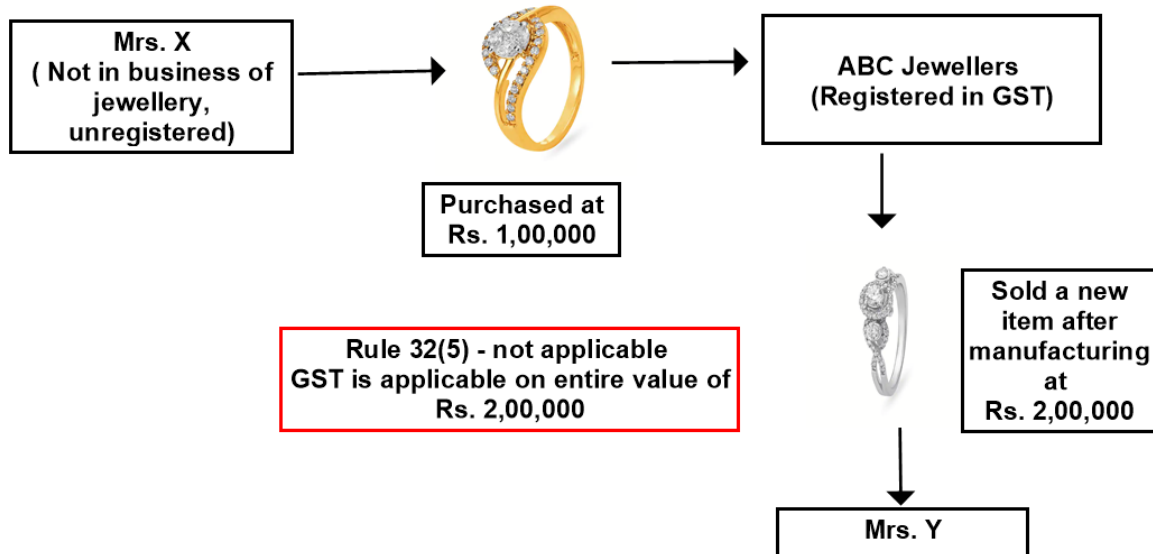 Mrs. X
( Not in business of
jewellery,
unregistered)
ABC Jewellers
(Registered in GST)
Purchased at
Rs. 1,00,000
Sold a new
item after
manufacturing
at
Rs. 2,00,000
Rule 32(5) - not applicable
GST is applicable on entire value of
Rs. 2,00,000
Mrs. Y